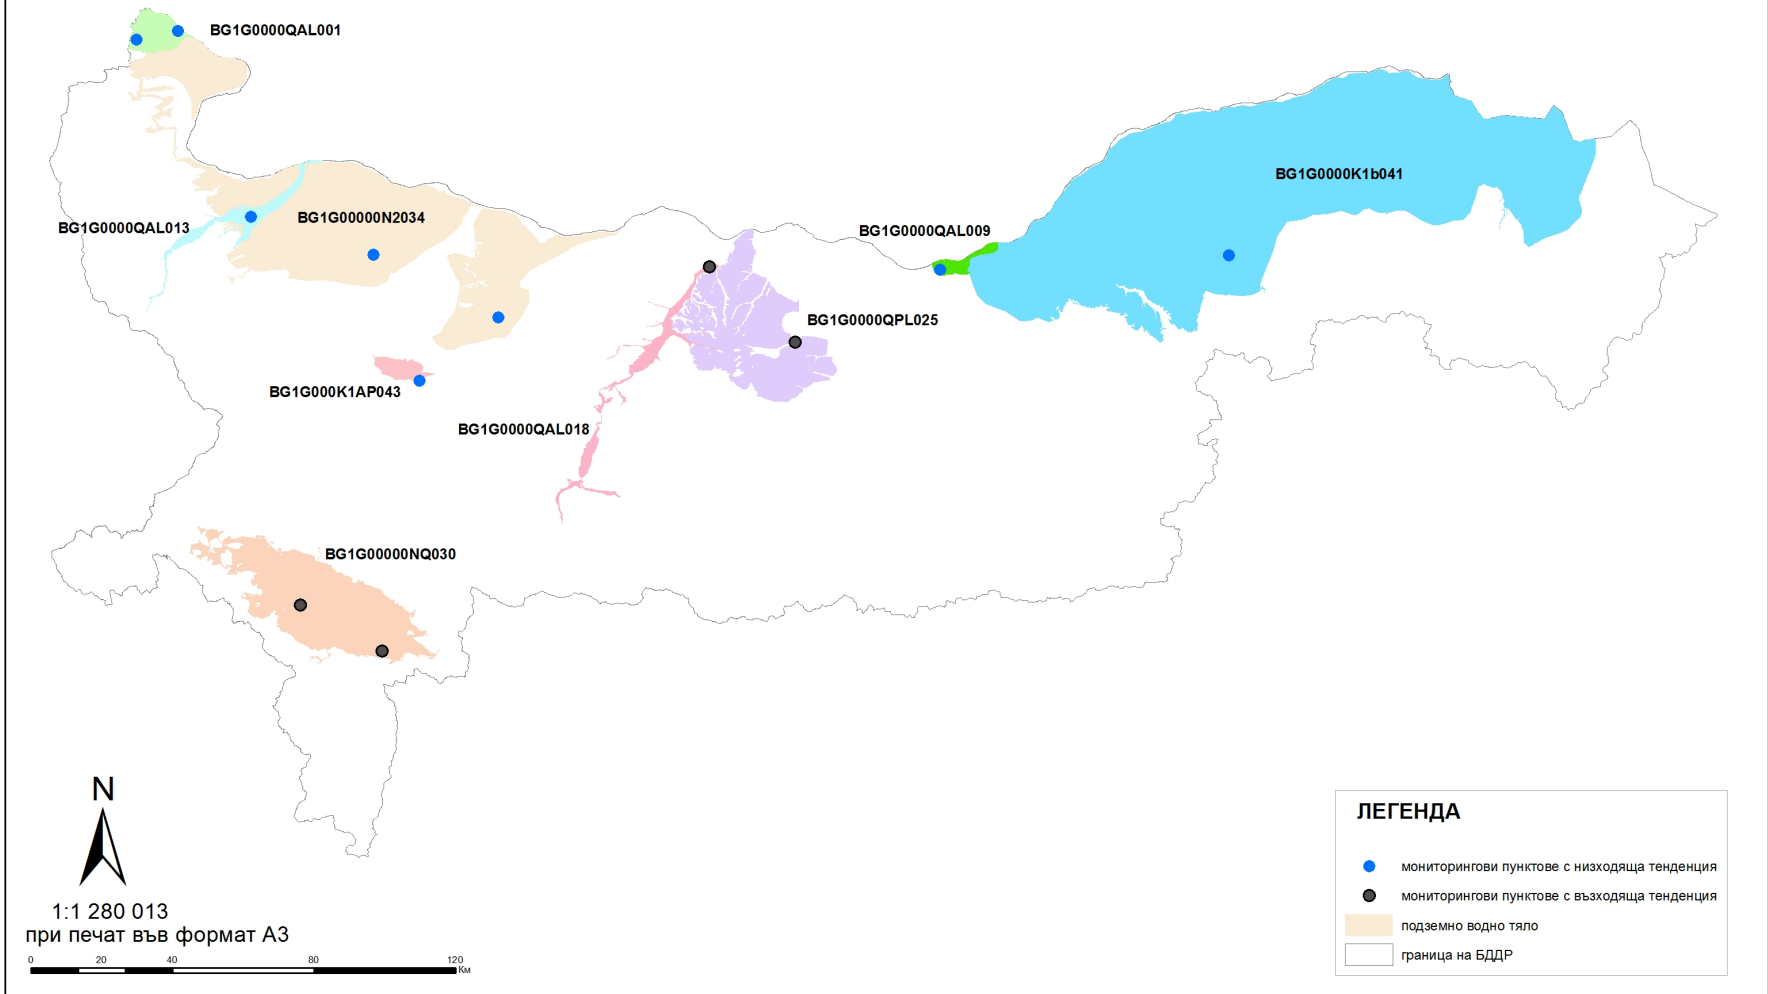 BG1G0000QAL001
BG1G0000K1b041
BG1G00000N2034
BG1G0000QAL013
BG1G0000QAL009
BG1G0000QPL025
BG1G000K1AP043
BG1G0000QAL018
BG1G00000NQ030
N
1:1 280 013
при печат във формат А3
0 20 40 80 120
Км
ЛЕГЕНДА
мониторингови пунктове с низходяща тенденция
мониторингови пунктове с възходяща тенденция
подземно водно тяло
граница на БДДР